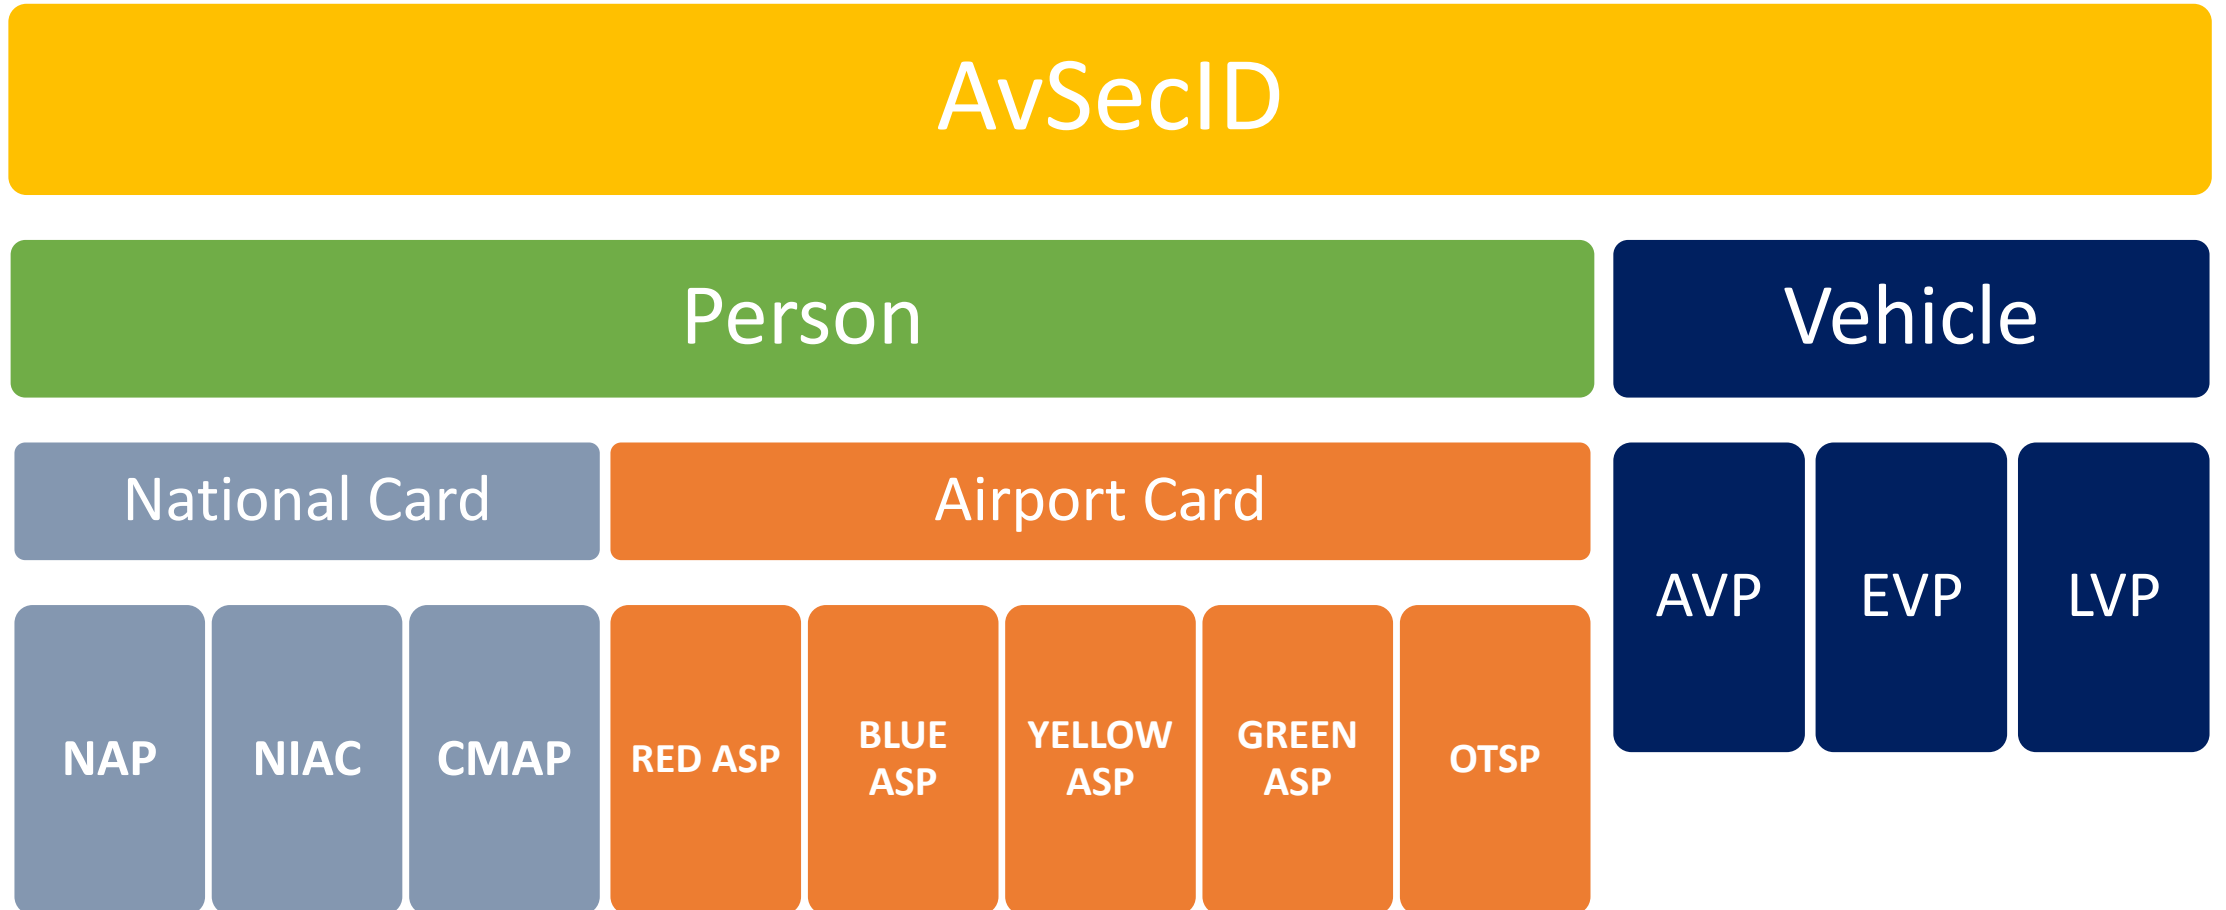 AvSecID
Person
Vehicle
National Card
Airport Card
AVP
EVP
LVP
NAP
NIAC
CMAP
RED ASP
BLUE
ASP
YELLOW
ASP
GREEN
ASP
OTSP